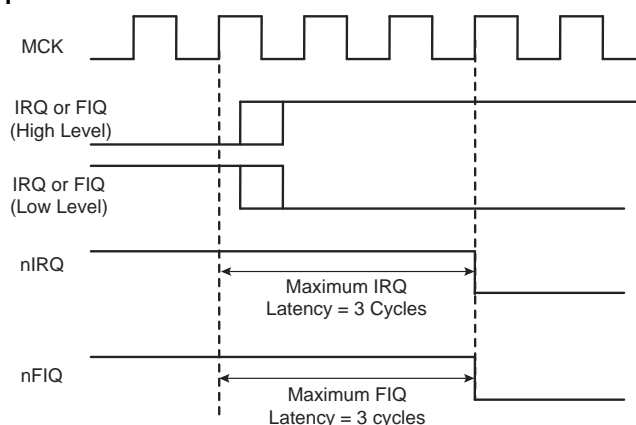 MCK
IRQ or FIQ
(High Level)
IRQ or FIQ
(Low Level)
nIRQ
Maximum IRQ
Latency = 3 Cycles
nFIQ
Maximum FIQ
Latency = 3 cycles